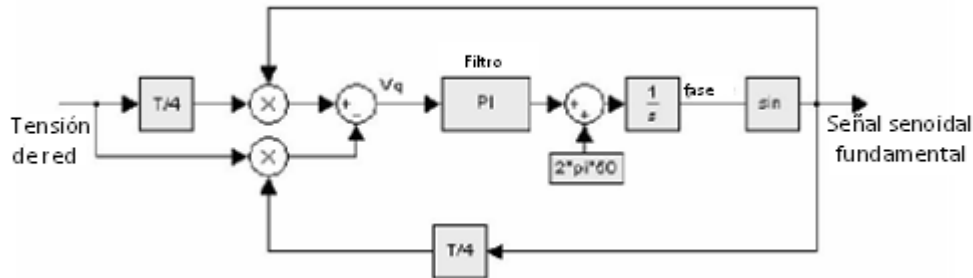 Filtro
Vq
fase
T/4
×
+
−
PI
+
+
1
s
sin
Tensión
de red
×
2*pi*60
Señal senoidal
fundamental
T/4